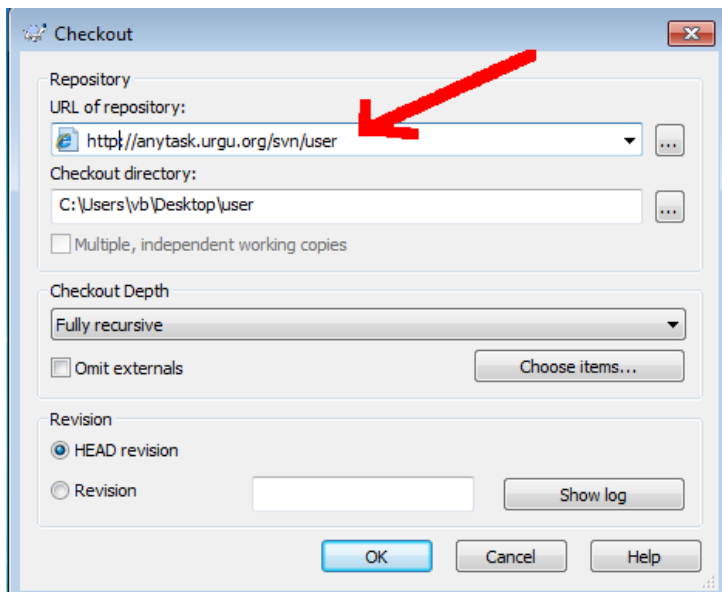 Checkout
Repository
URL of repository:
http://anytask.urgu.org/svn/user
...
Checkout directory:
C:\Users\vb\Desktop\user
...
Multiple, independent working copies
Checkout Depth
Fully recursive
Omit externals
Choose items...
Revision
HEAD revision
Revision
Show log
OK
Cancel
Help